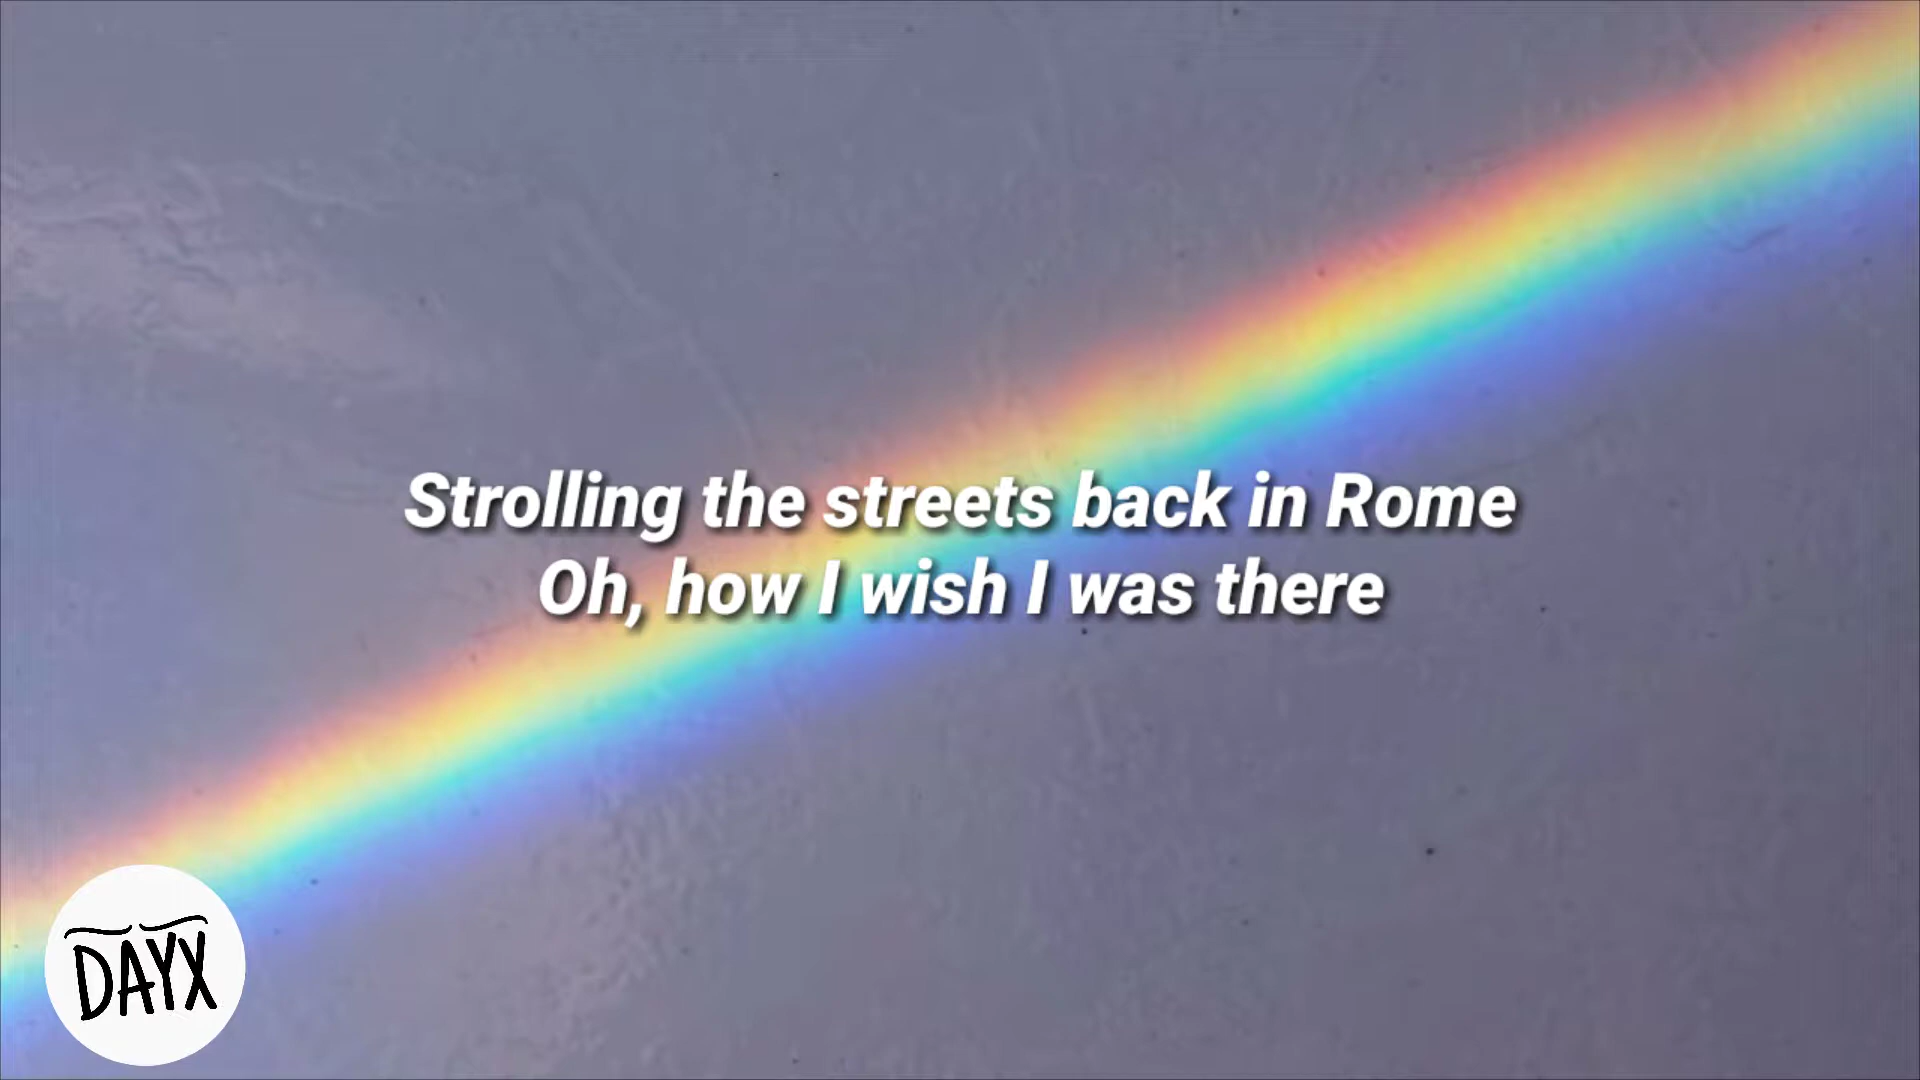 Strolling the streets back in Rome
Oh, how I wish I was there
DAYX